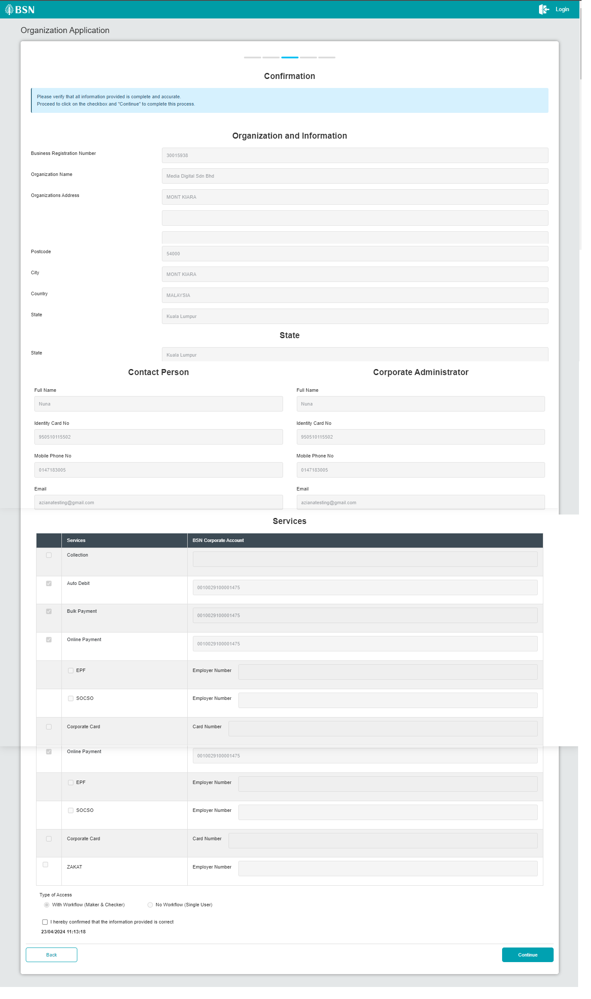 BSN
Login
Organization Application
Confirmation
Please verify that all information provided is complete and accurate.
Proceed to click on the checkbox and "Continue" to complete this process.
Organization and Information
Business Registration Number
30015938
Organization Name
Media Digital Sdn Bhd
Organizations Address
MONT KIARA
Postcode
54000
City
MONT KIARA
Country
MALAYSIA
State
Kuala Lumpur
State
State
Kuala Lumpur
Contact Person
Full Name
Nuna
Identity Card No
950510115502
Mobile Phone No
0147183005
Email
azianatesting@gmail.com
Corporate Administrator
Full Name
Nuna
Identity Card No
950510115502
Mobile Phone No
0147183005
Email
azianatesting@gmail.com
Services
Services BSN Corporate Account
Collection
Auto Debit 0010029100001475
Bulk Payment 0010029100001475
Online Payment 0010029100001475
EPF Employer Number
SOCSO Employer Number
Corporate Card Card Number
Online Payment 0010029100001475
EPF Employer Number
SOCSO Employer Number
Corporate Card Card Number
ZAKAT Employer Number
Type of Access
With Workflow (Maker & Checker) No Workflow (Single User)
I hereby confirmed that the information provided is correct
23/04/2024 11:13:18
Back
Continue